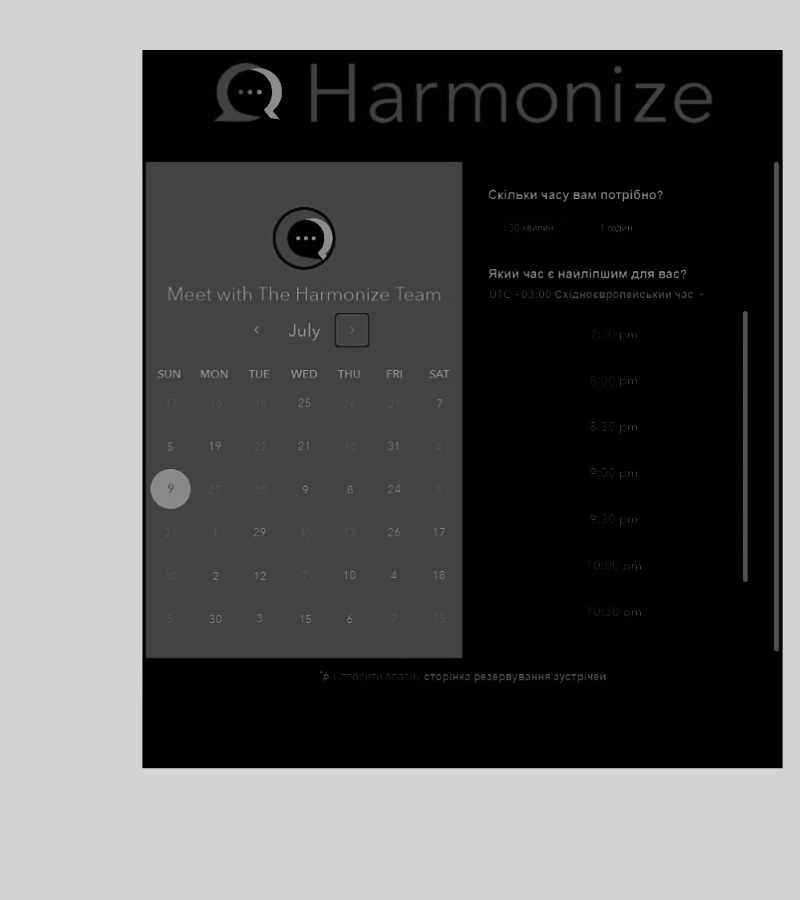 Harmonize
Meet with The Harmonize Team
July
SUN MON TUE WED THU FRI SAT
17 16 16 25 26 21 7
5 19 22 21 10 31 4
9 27 30 9 8 24 5
21 1 29 30 13 26 17
30 2 12 7 10 4 18
5 30 3 15 6 7 15
Скільки часу вам потрібно?
30 хвилин 1 годин
Який час є найліпшим для вас?
UTC +03:00 Східноєвропейський час
7:30 pm
8:00 pm
8:30 pm
9:00 pm
9:30 pm
10:00 pm
10:30 pm
Створити власні сторінка резервування зустрічей